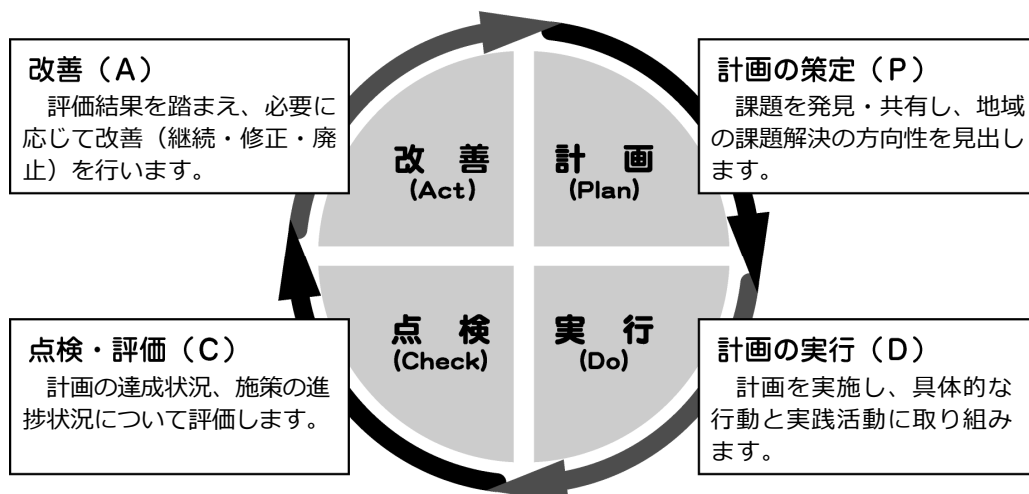 改善（A）
評価結果を踏まえ、必要に
応じて改善（継続・修正・廃
止）を行います。
計画の策定（P）
課題を発見・共有し、地域
の課題解決の方向性を見出し
ます。
改 善
(Act)
計 画
(Plan)
点 検
(Check)
実 行
(Do)
点検・評価（C）
計画の達成状況、施策の進
捗状況について評価します。
計画の実行（D）
計画を実施し、具体的な
行動と実践活動に取り組み
ます。